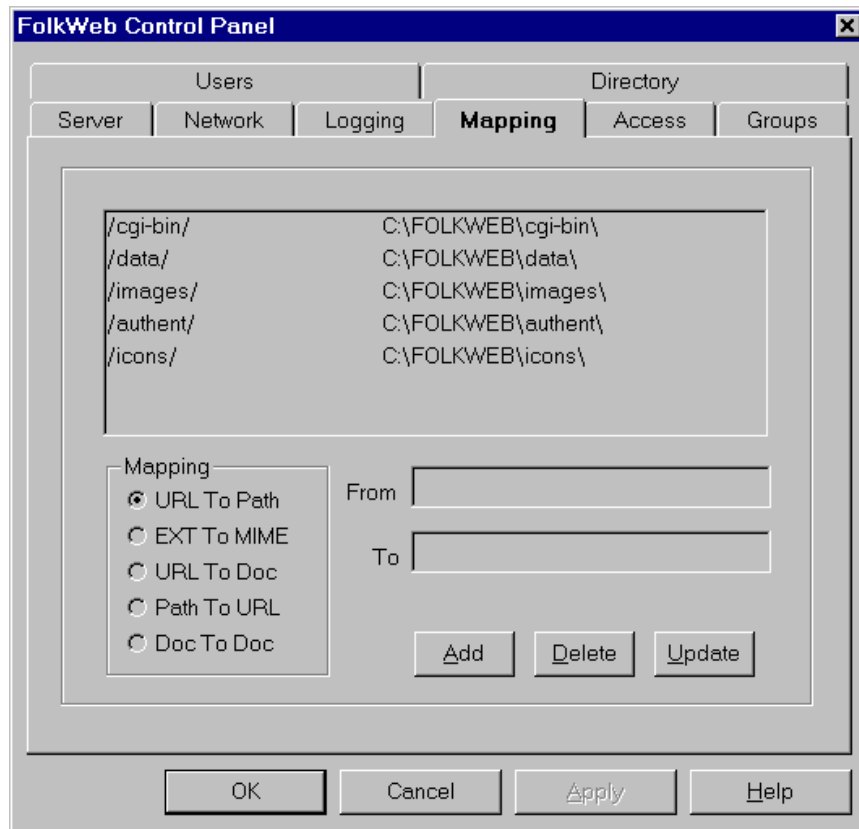 FolkWeb Control Panel
Users Directory
Server Network Logging Mapping Access Groups
/cgi-bin/ C:\FOLKWEB\cgi-bin\
/data/ C:\FOLKWEB\data\
/images/ C:\FOLKWEB\images\
/authent/ C:\FOLKWEB\authent\
/icons/ C:\FOLKWEB\icons\
Mapping
URL To Path
EXT To MIME
URL To Doc
Path To URL
Doc To Doc
From
To
Add Delete Update
OK Cancel Apply Help